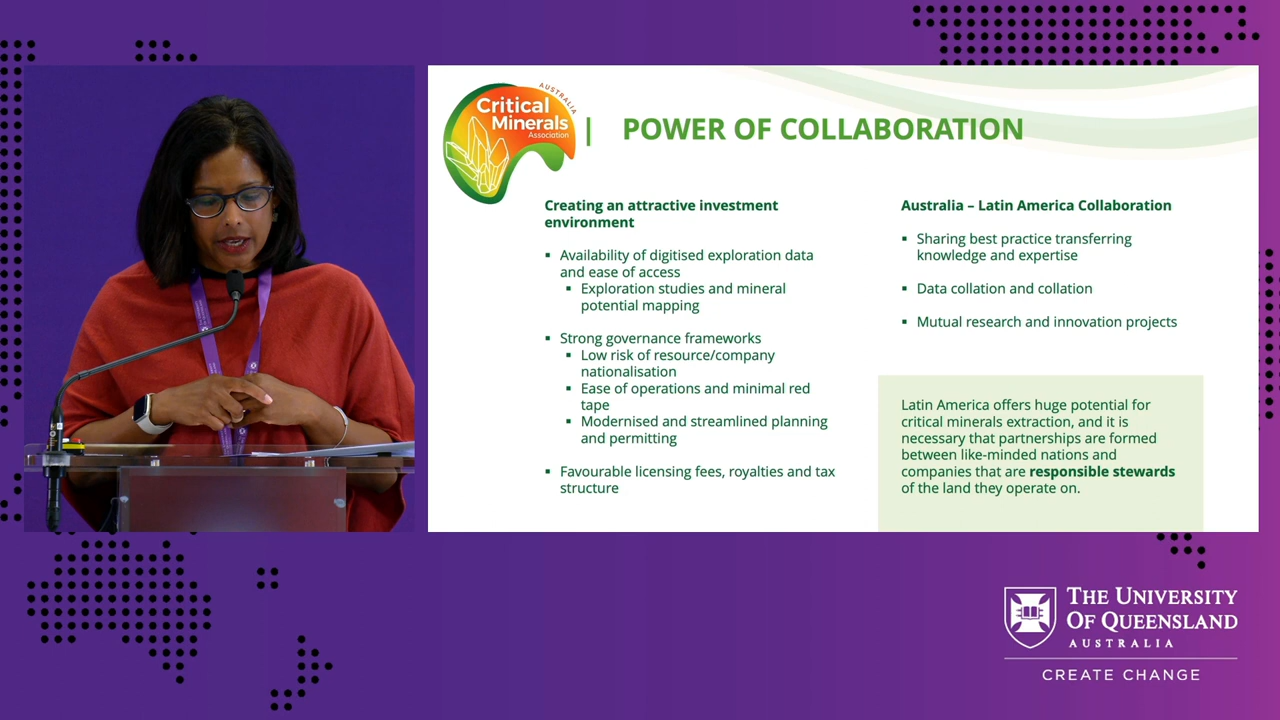 AUSTRALIA
Critical
Minerals
Association
| POWER OF COLLABORATION
Creating an attractive investment
environment
▪ Availability of digitised exploration data
and ease of access
▪ Exploration studies and mineral
potential mapping
▪ Strong governance frameworks
▪ Low risk of resource/company
nationalisation
▪ Ease of operations and minimal red
tape
▪ Modernised and streamlined planning
and permitting
▪ Favourable licensing fees, royalties and tax
structure
Australia – Latin America Collaboration
▪ Sharing best practice transferring
knowledge and expertise
▪ Data collation and collation
▪ Mutual research and innovation projects
Latin America offers huge potential for
critical minerals extraction, and it is
necessary that partnerships are formed
between like-minded nations and
companies that are responsible stewards
of the land they operate on.
THE UNIVERSITY
OF QUEENSLAND
AUSTRALIA
CREATE CHANGE